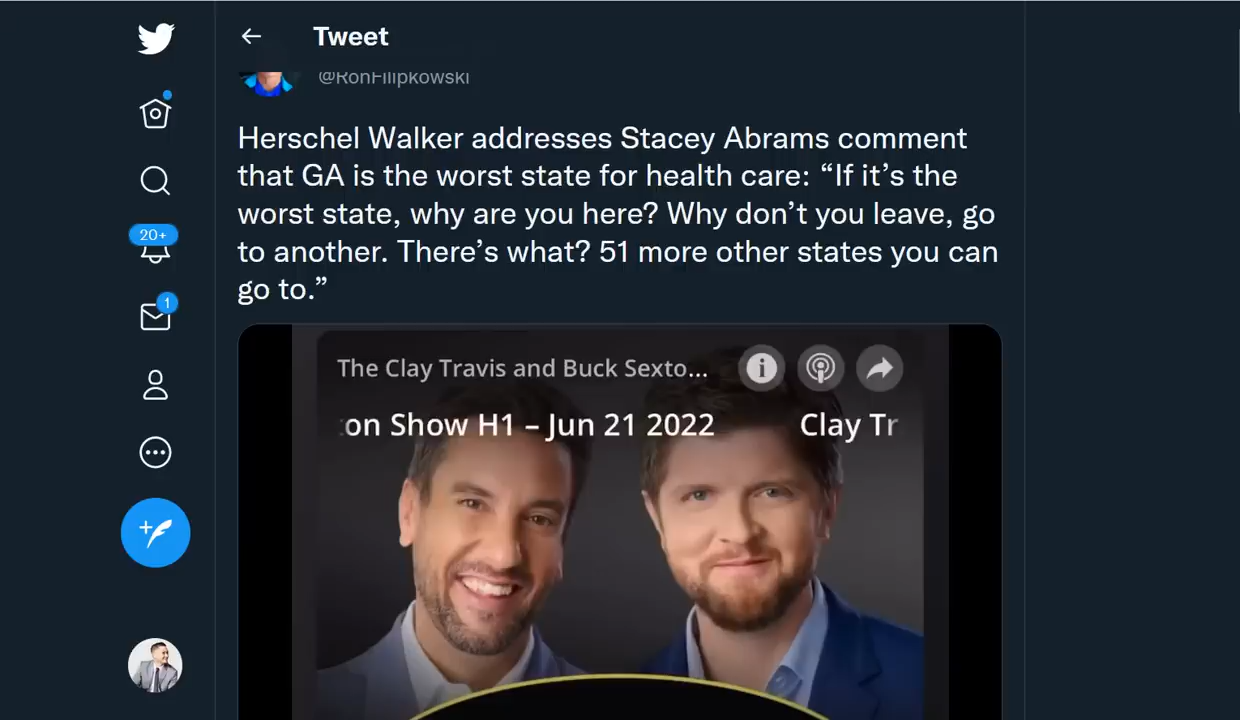 Tweet
@RonFilipkowski
Herschel Walker addresses Stacey Abrams comment
that GA is the worst state for health care: “If it’s the
worst state, why are you here? Why don’t you leave, go
to another. There’s what? 51 more other states you can
go to.”
20+
1
The Clay Travis and Buck Sexto...
on Show H1 – Jun 21 2022 Clay Tr